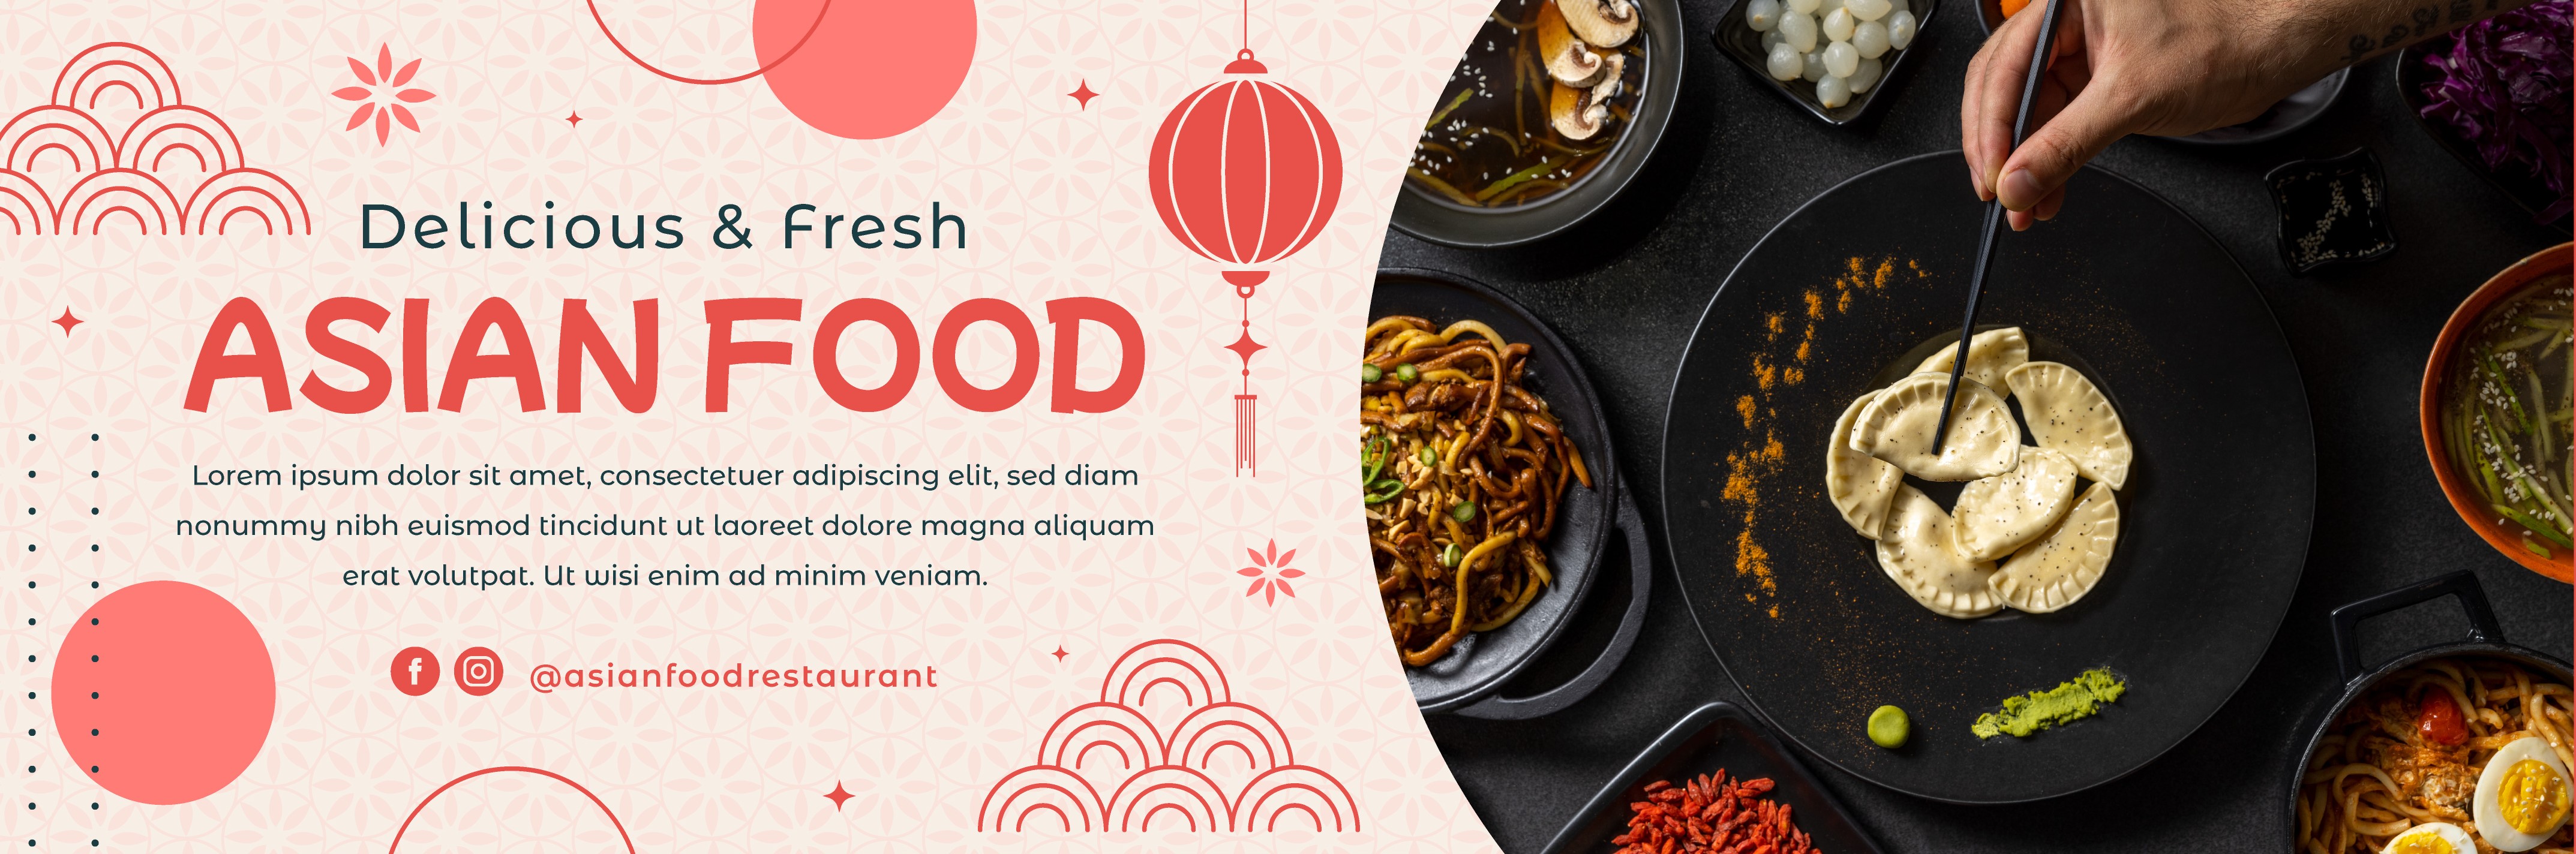 Delicious & Fresh
ASIAN FOOD
Lorem ipsum dolor sit amet, consectetuer adipiscing elit, sed diam
nonummy nibh euismod tincidunt ut laoreet dolore magna aliquam
erat volutpat. Ut wisi enim ad minim veniam.
@asianfoodrestaurant